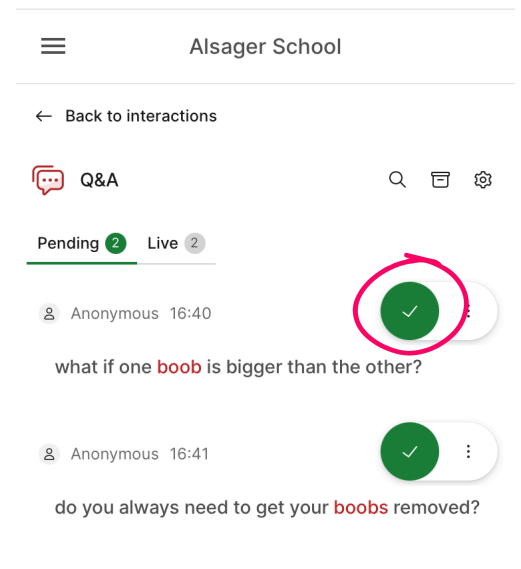 Alsager School
← Back to interactions
Q&A
Pending 2 Live 2
Anonymous 16:40
what if one boob is bigger than the other?
Anonymous 16:41
do you always need to get your boobs removed?